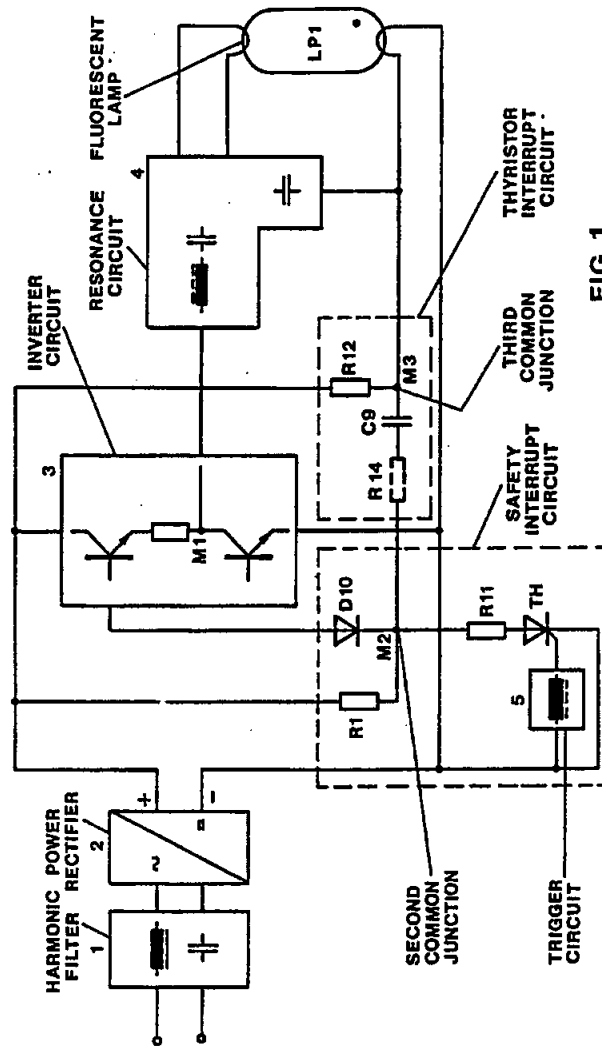 HARMONIC POWER
FILTER RECTIFIER
1
2
~
=
+
−
INVERTER
CIRCUIT
3
M1
RESONANCE
CIRCUIT
4
FLUORESCENT
LAMP
LP1
R1
D10
M2
R11
TH
5
R14
C9
R12
M3
SECOND
COMMON
JUNCTION
TRIGGER
CIRCUIT
SAFETY
INTERRUPT
CIRCUIT
THIRD
COMMON
JUNCTION
THYRISTOR
INTERRUPT
CIRCUIT
FIG.1